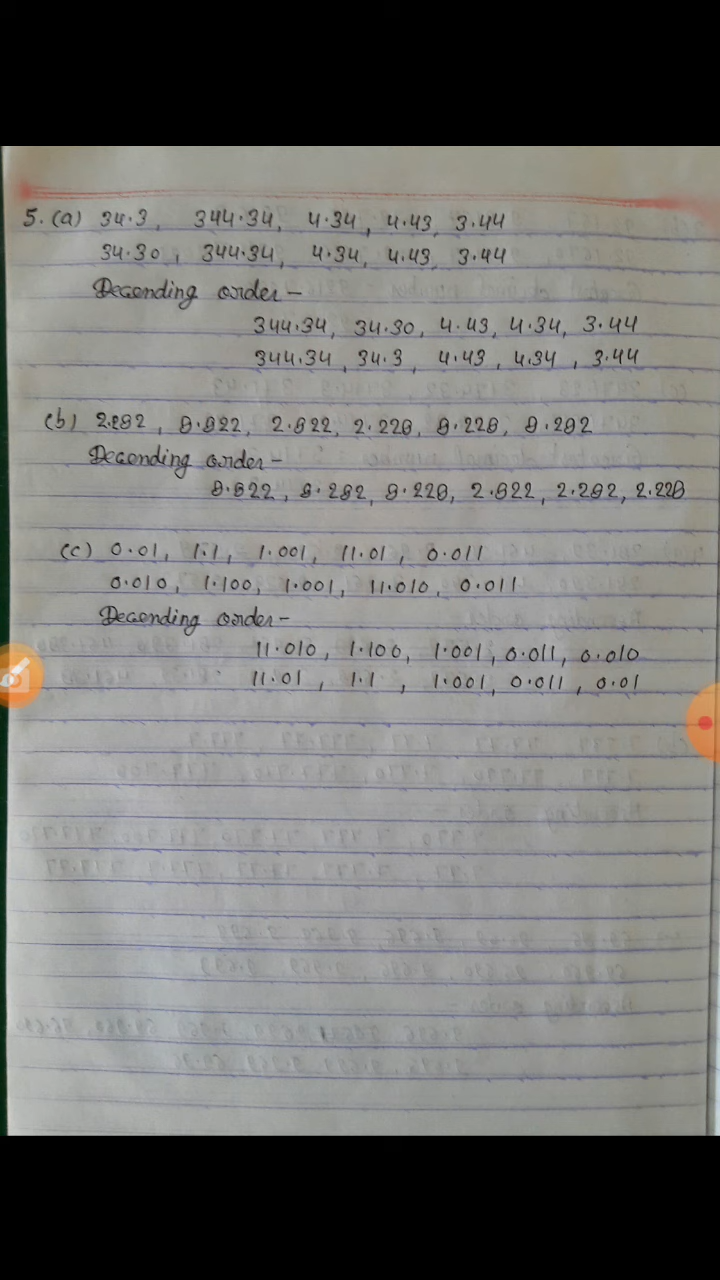 5. (a) 34.3, 344.34, 4.34, 4.43, 3.44
34.30, 344.34, 4.34, 4.43, 3.44
Decending order-
344.34, 34.30, 4.43, 4.34, 3.44
344.34, 34.3, 4.43, 4.34, 3.44
(b) 2.282, 8.822, 2.822, 2.228, 8.228, 8.282
Decending order-
8.822, 8.282, 8.228, 2.822, 2.282, 2.228
(c) 0.01, 1.1, 1.001, 11.01, 0.011
0.010, 1.100, 1.001, 11.010, 0.011
Decending order-
11.010, 1.100, 1.001, 0.011, 0.010
11.01, 1.1, 1.001, 0.011, 0.01